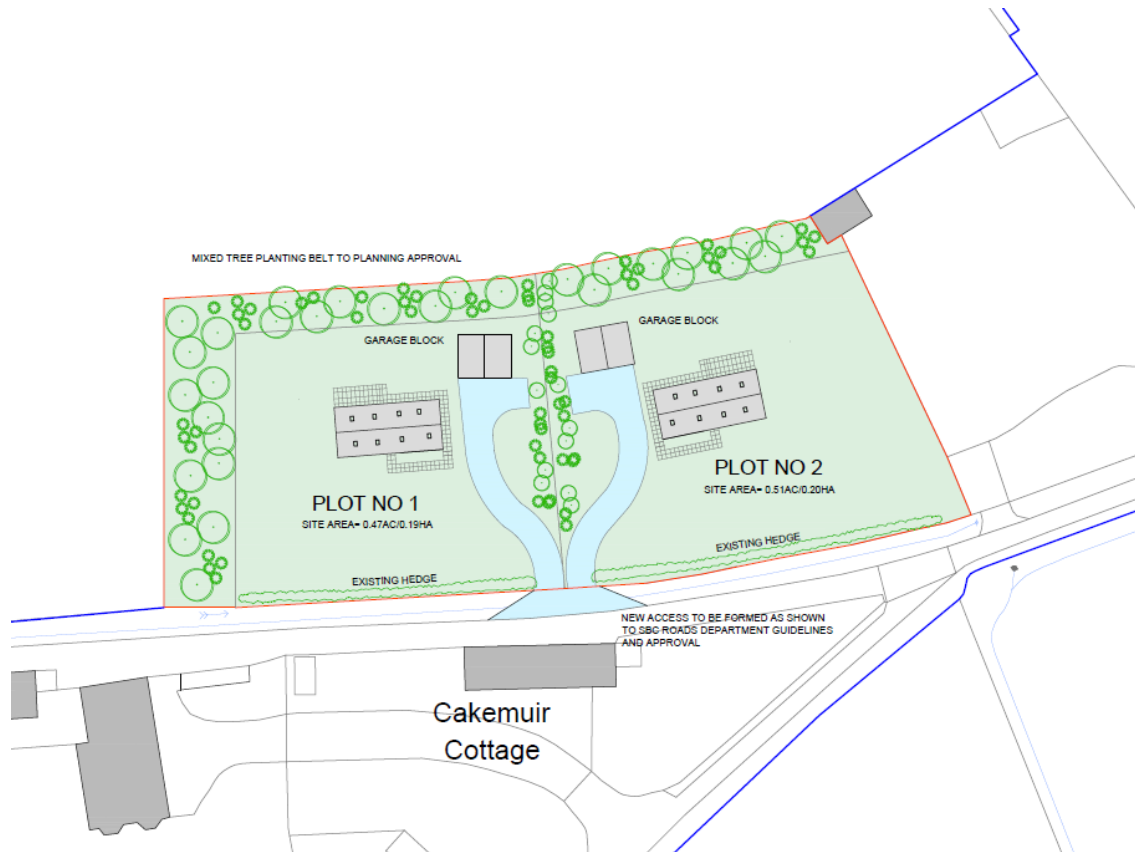 MIXED TREE PLANTING BELT TO PLANNING APPROVAL
GARAGE BLOCK
GARAGE BLOCK
PLOT NO 1
SITE AREA= 0.47AC/0.19HA
PLOT NO 2
SITE AREA= 0.51AC/0.20HA
EXISTING HEDGE
EXISTING HEDGE
NEW ACCESS TO BE FORMED AS SHOWN
TO SBC ROADS DEPARTMENT GUIDELINES
AND APPROVAL
Cakemuir
Cottage